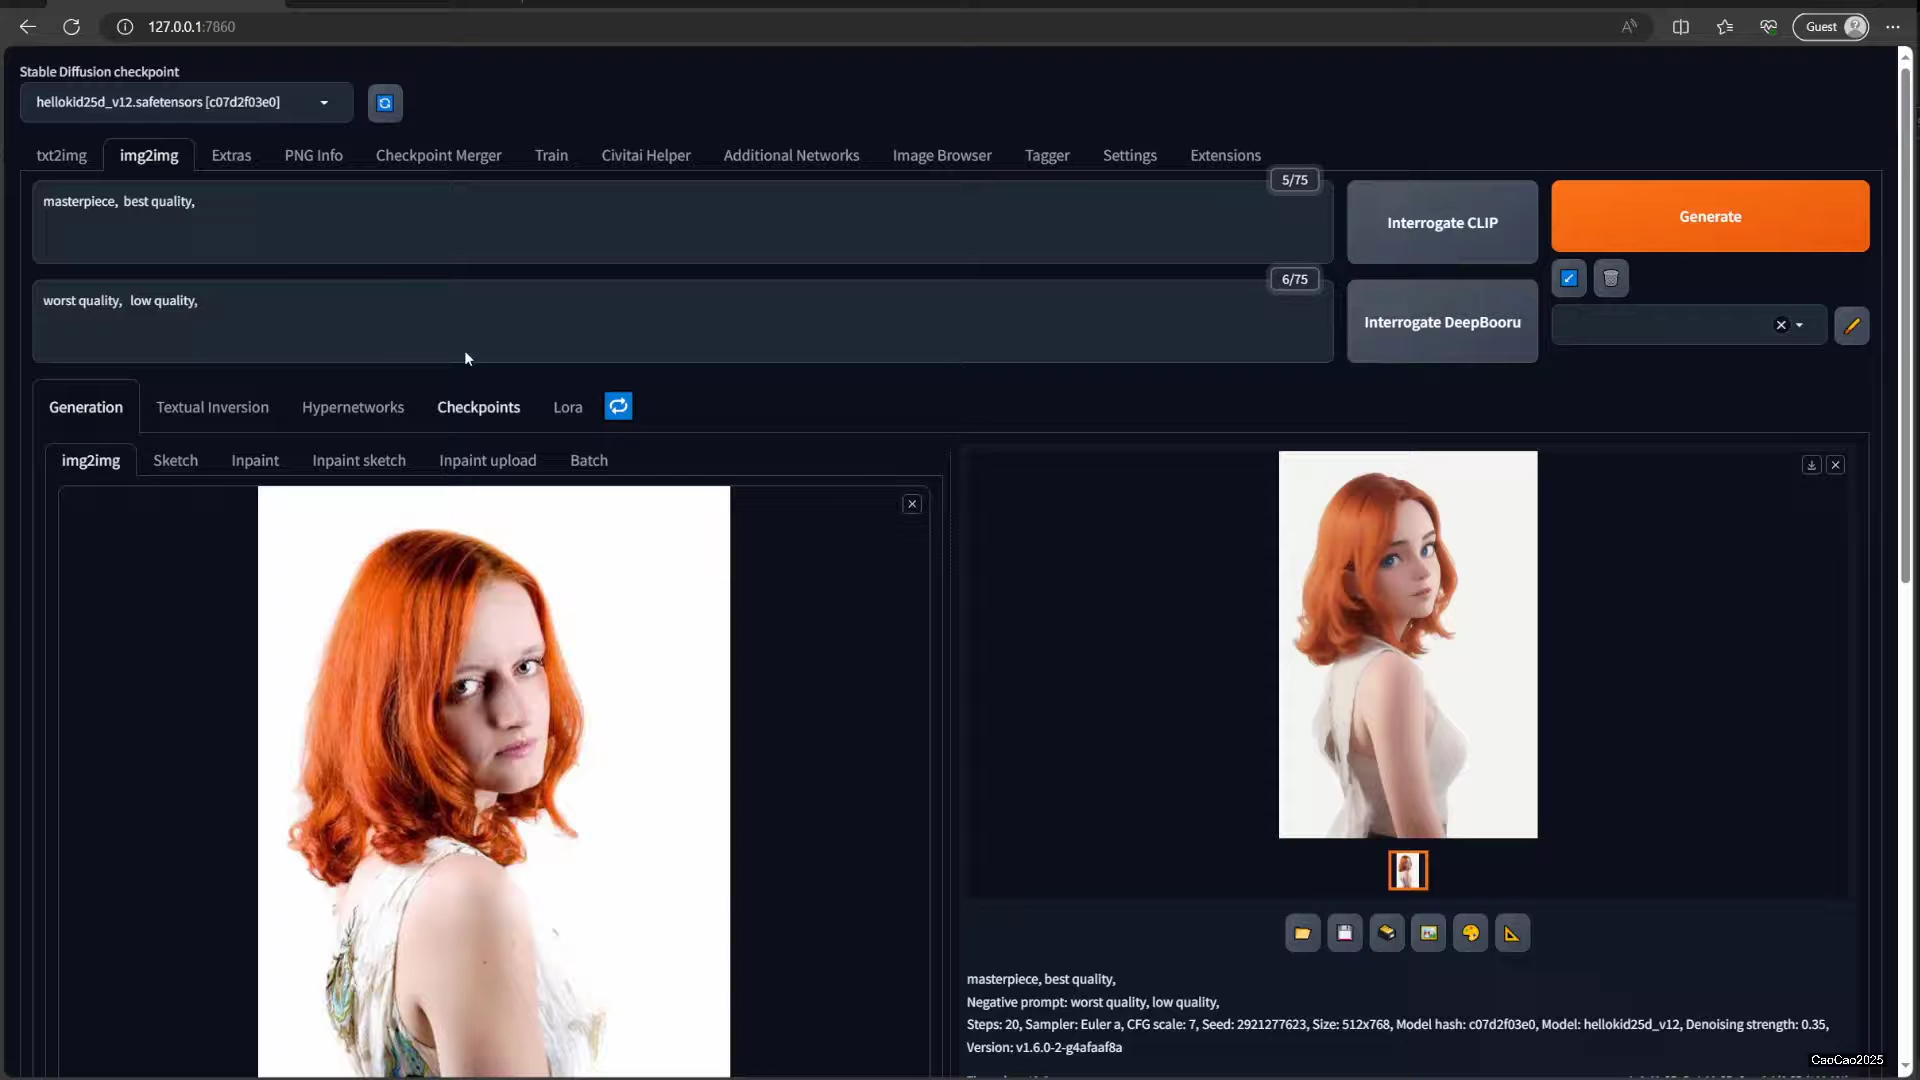 127.0.0.1:7860
Guest
Stable Diffusion checkpoint
hellokid25d_v12.safetensors [c07d2f03e0]
txt2img img2img Extras PNG Info Checkpoint Merger Train Civitai Helper Additional Networks Image Browser Tagger Settings Extensions
5/75
masterpiece, best quality,
Interrogate CLIP
Generate
6/75
worst quality, low quality,
Interrogate DeepBooru
Generation Textual Inversion Hypernetworks Checkpoints Lora
img2img Sketch Inpaint Inpaint sketch Inpaint upload Batch
masterpiece, best quality,
Negative prompt: worst quality, low quality,
Steps: 20, Sampler: Euler a, CFG scale: 7, Seed: 2921277623, Size: 512x768, Model hash: c07d2f03e0, Model: hellokid25d_v12, Denoising strength: 0.35,
Version: v1.6.0-2-g4afaaf8a
CaoCao2025